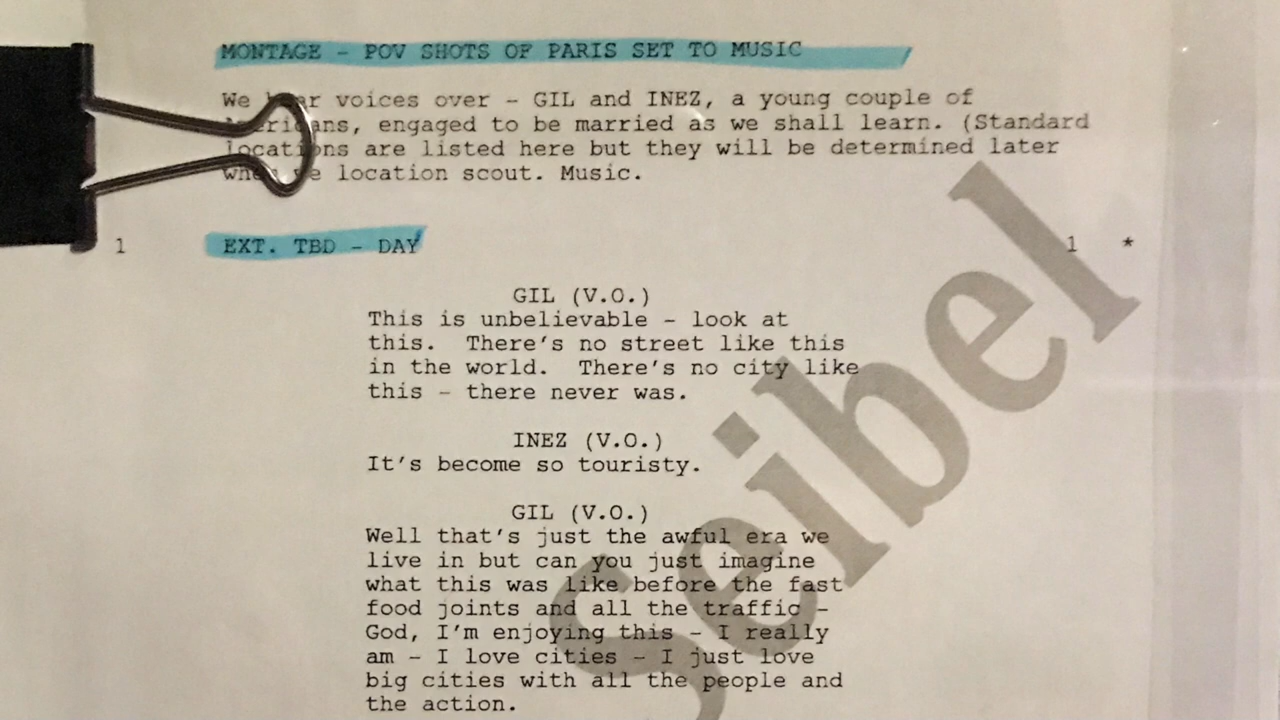 MONTAGE - POV SHOTS OF PARIS SET TO MUSIC
We hear voices over - GIL and INEZ, a young couple of
Americans, engaged to be married as we shall learn. (Standard
locations are listed here but they will be determined later
when we location scout. Music.
1 EXT. TBD - DAY 1 *
GIL (V.O.)
This is unbelievable - look at
this. There's no street like this
in the world. There's no city like
this - there never was.
INEZ (V.O.)
It's become so touristy.
GIL (V.O.)
Well that's just the awful era we
live in but can you just imagine
what this was like before the fast
food joints and all the traffic -
God, I'm enjoying this - I really
am - I love cities - I just love
big cities with all the people and
the action.
Seibel